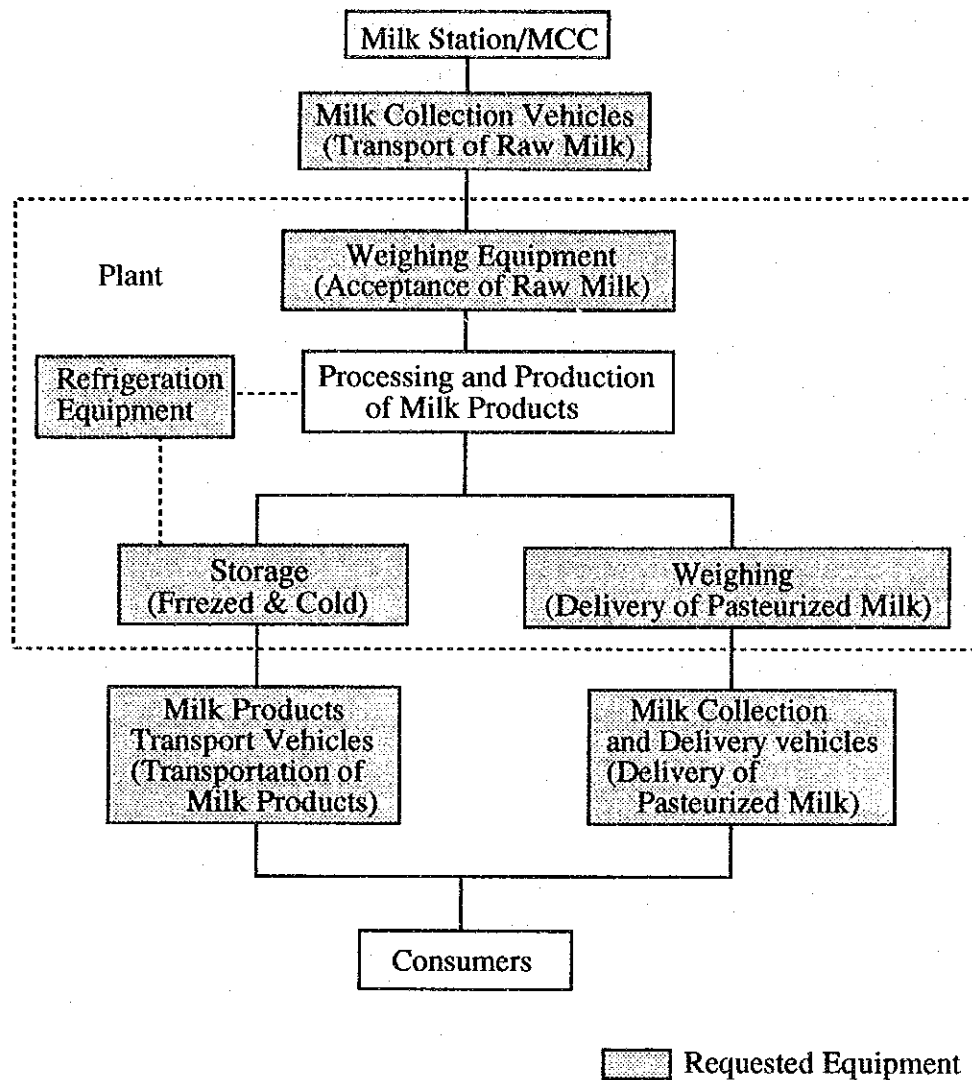 Milk Station/MCC
Milk Collection Vehicles
(Transport of Raw Milk)
Weighing Equipment
(Acceptance of Raw Milk)
Plant
Refrigeration
Equipment
Processing and Production
of Milk Products
Storage
(Frrezed & Cold)
Weighing
(Delivery of Pasteurized Milk)
Milk Products
Transport Vehicles
(Transportation of
Milk Products)
Milk Collection
and Delivery vehicles
(Delivery of
Pasteurized Milk)
Consumers
Requested Equipment